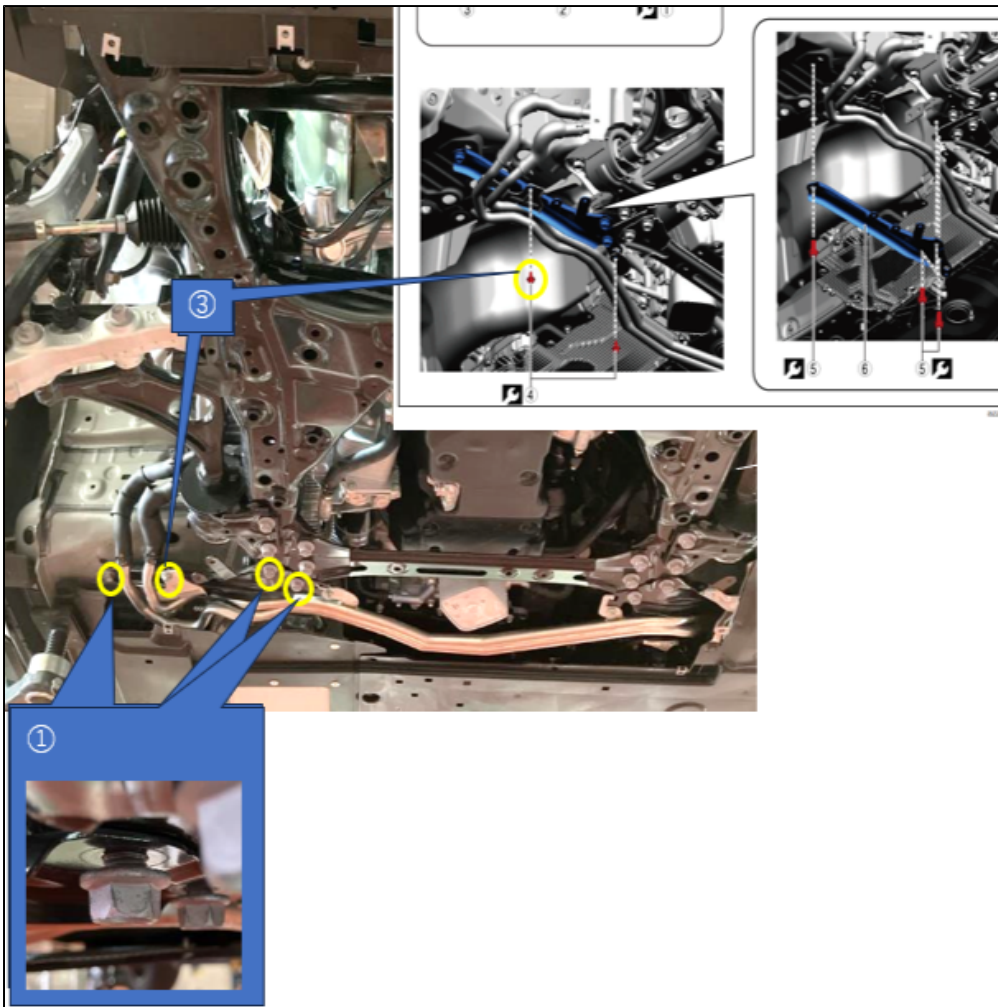 ③ ② ①
③
④
⑤ ⑥ ⑤
①